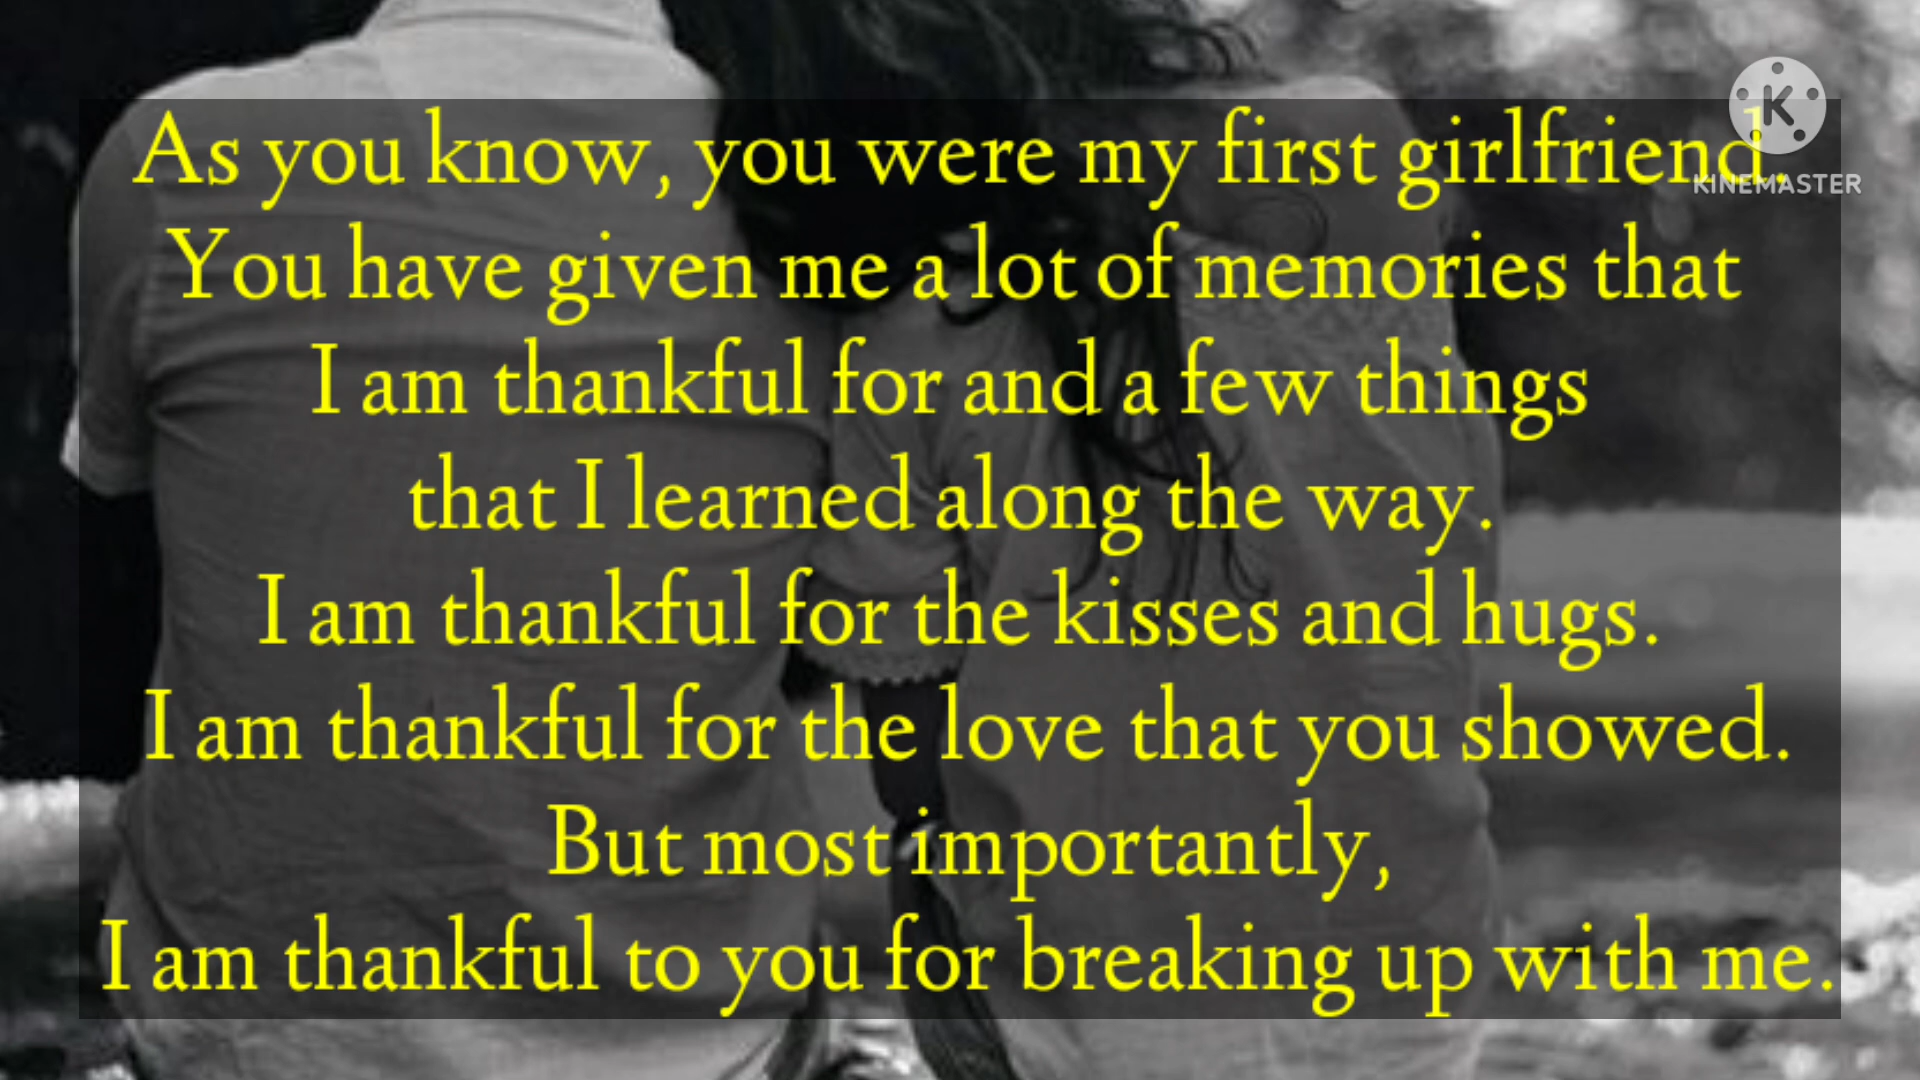 As you know, you were my first girlfriend.
You have given me a lot of memories that
I am thankful for and a few things
that I learned along the way.
I am thankful for the kisses and hugs.
I am thankful for the love that you showed.
But most importantly,
I am thankful to you for breaking up with me.
K
KINEMASTER